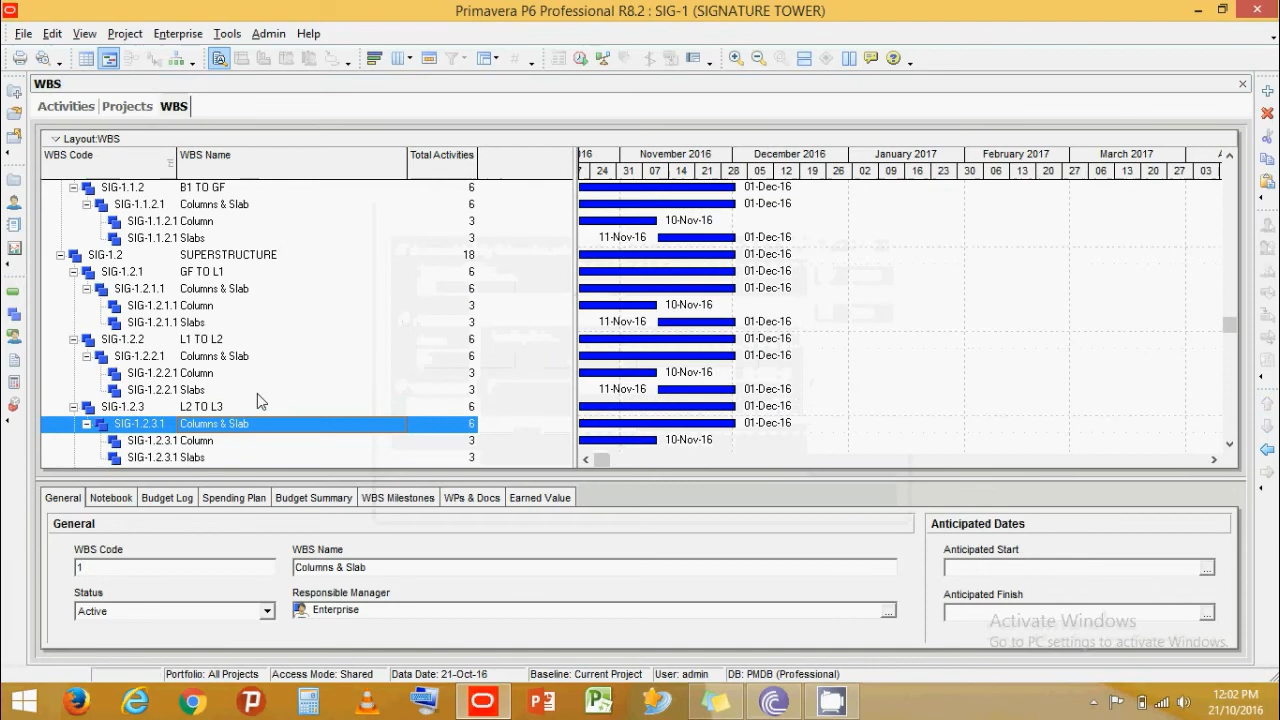 Primavera P6 Professional R8.2 : SIG-1 (SIGNATURE TOWER)
File Edit View Project Enterprise Tools Admin Help
WBS
Activities Projects WBS
Layout:WBS
WBS Code WBS Name Total Activities
November 2016 December 2016 January 2017 February 2017 March 2017
24 31 07 14 21 28 05 12 19 26 02 09 16 23 30 06 13 20 27 06 13 20 27 03
SIG-1.1.2 B1 TO GF 6 01-Dec-16
SIG-1.1.2.1 Columns & Slab 6 01-Dec-16
SIG-1.1.2.1 Column 3 10-Nov-16
SIG-1.1.2.1 Slabs 3 11-Nov-16 01-Dec-16
SIG-1.2 SUPERSTRUCTURE 18 01-Dec-16
SIG-1.2.1 GF TO L1 6 01-Dec-16
SIG-1.2.1.1 Columns & Slab 6 01-Dec-16
SIG-1.2.1.1 Column 3 10-Nov-16
SIG-1.2.1.1 Slabs 3 11-Nov-16 01-Dec-16
SIG-1.2.2 L1 TO L2 6 01-Dec-16
SIG-1.2.2.1 Columns & Slab 6 01-Dec-16
SIG-1.2.2.1 Column 3 10-Nov-16
SIG-1.2.2.1 Slabs 3 11-Nov-16 01-Dec-16
SIG-1.2.3 L2 TO L3 6 01-Dec-16
SIG-1.2.3.1 Columns & Slab 6 01-Dec-16
SIG-1.2.3.1 Column 3 10-Nov-16
SIG-1.2.3.1 Slabs 3
General Notebook Budget Log Spending Plan Budget Summary WBS Milestones WPs & Docs Earned Value
General Anticipated Dates
WBS Code WBS Name Anticipated Start
1 Columns & Slab
Status Responsible Manager Anticipated Finish
Active Enterprise
Activate Windows
Go to PC settings to activate Windows.
Portfolio: All Projects Access Mode: Shared Data Date: 21-Oct-16 Baseline: Current Project User: admin DB: PMDB (Professional)
12:02 PM
21/10/2016